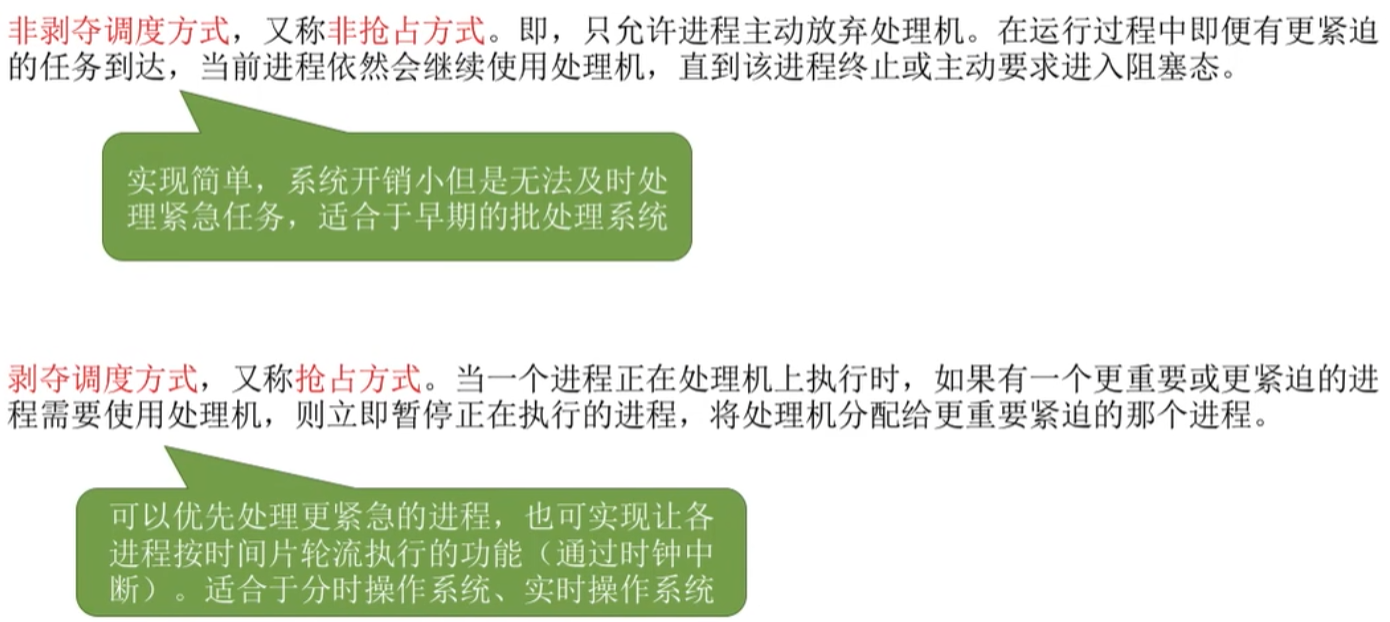 非剥夺调度方式，又称非抢占方式。即，只允许进程主动放弃处理机。在运行过程中即便有更紧迫
的任务到达，当前进程依然会继续使用处理机，直到该进程终止或主动要求进入阻塞态。
实现简单，系统开销小但是无法及时处
理紧急任务，适合于早期的批处理系统
剥夺调度方式，又称抢占方式。当一个进程正在处理机上执行时，如果有一个更重要或更紧迫的进
程需要使用处理机，则立即暂停正在执行的进程，将处理机分配给更重要紧迫的那个进程。
可以优先处理更紧急的进程，也可实现让各
进程按时间片轮流执行的功能（通过时钟中
断）。适合于分时操作系统、实时操作系统